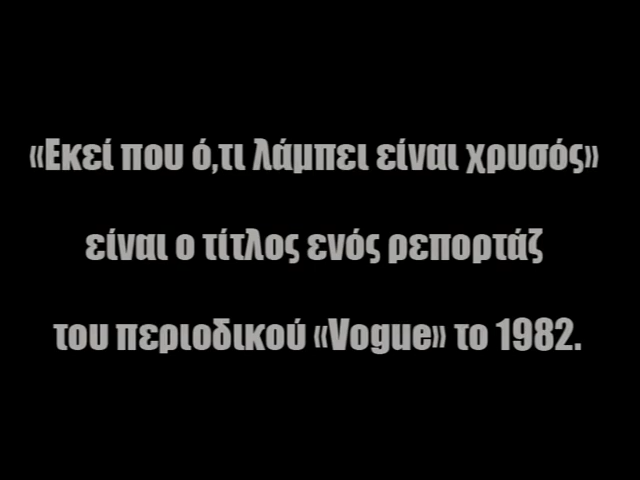 «Εκεί που ό,τι λάμπει είναι χρυσός»
είναι ο τίτλος ενός ρεπορτάζ
του περιοδικού «Vogue» το 1982.